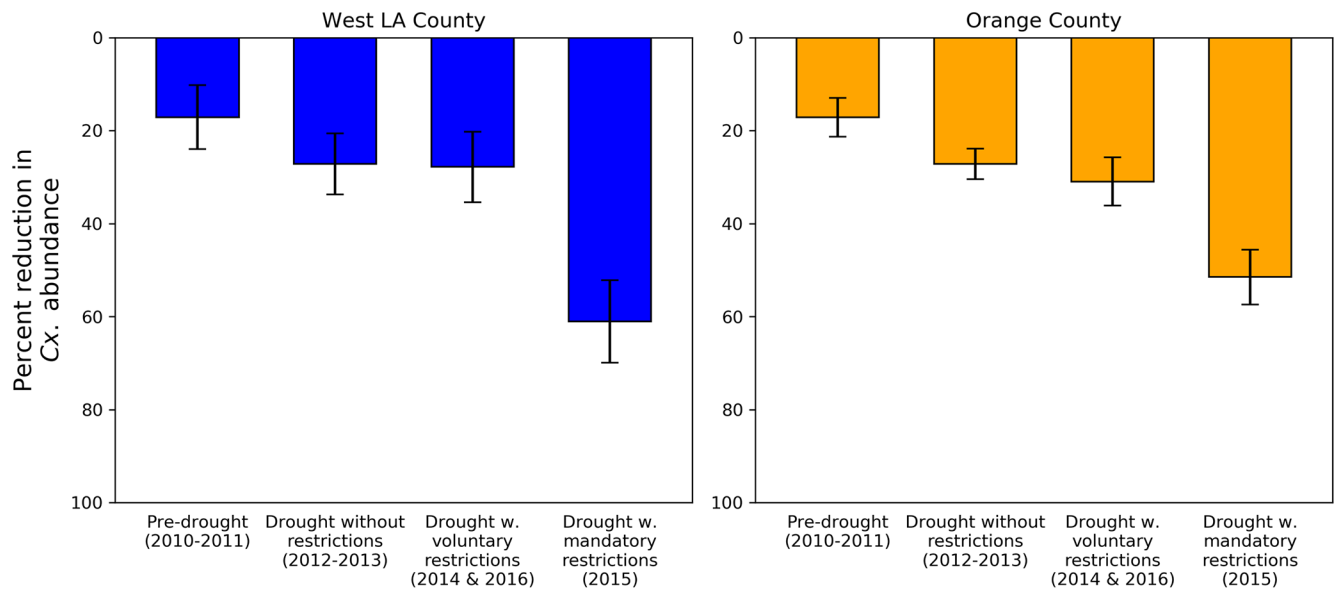 West LA County
Orange County
Percent reduction in
Cx. abundance
0
20
40
60
80
100
0
20
40
60
80
100
Pre-drought
(2010-2011)
Drought without
restrictions
(2012-2013)
Drought w.
voluntary
restrictions
(2014 & 2016)
Drought w.
mandatory
restrictions
(2015)
Pre-drought
(2010-2011)
Drought without
restrictions
(2012-2013)
Drought w.
voluntary
restrictions
(2014 & 2016)
Drought w.
mandatory
restrictions
(2015)